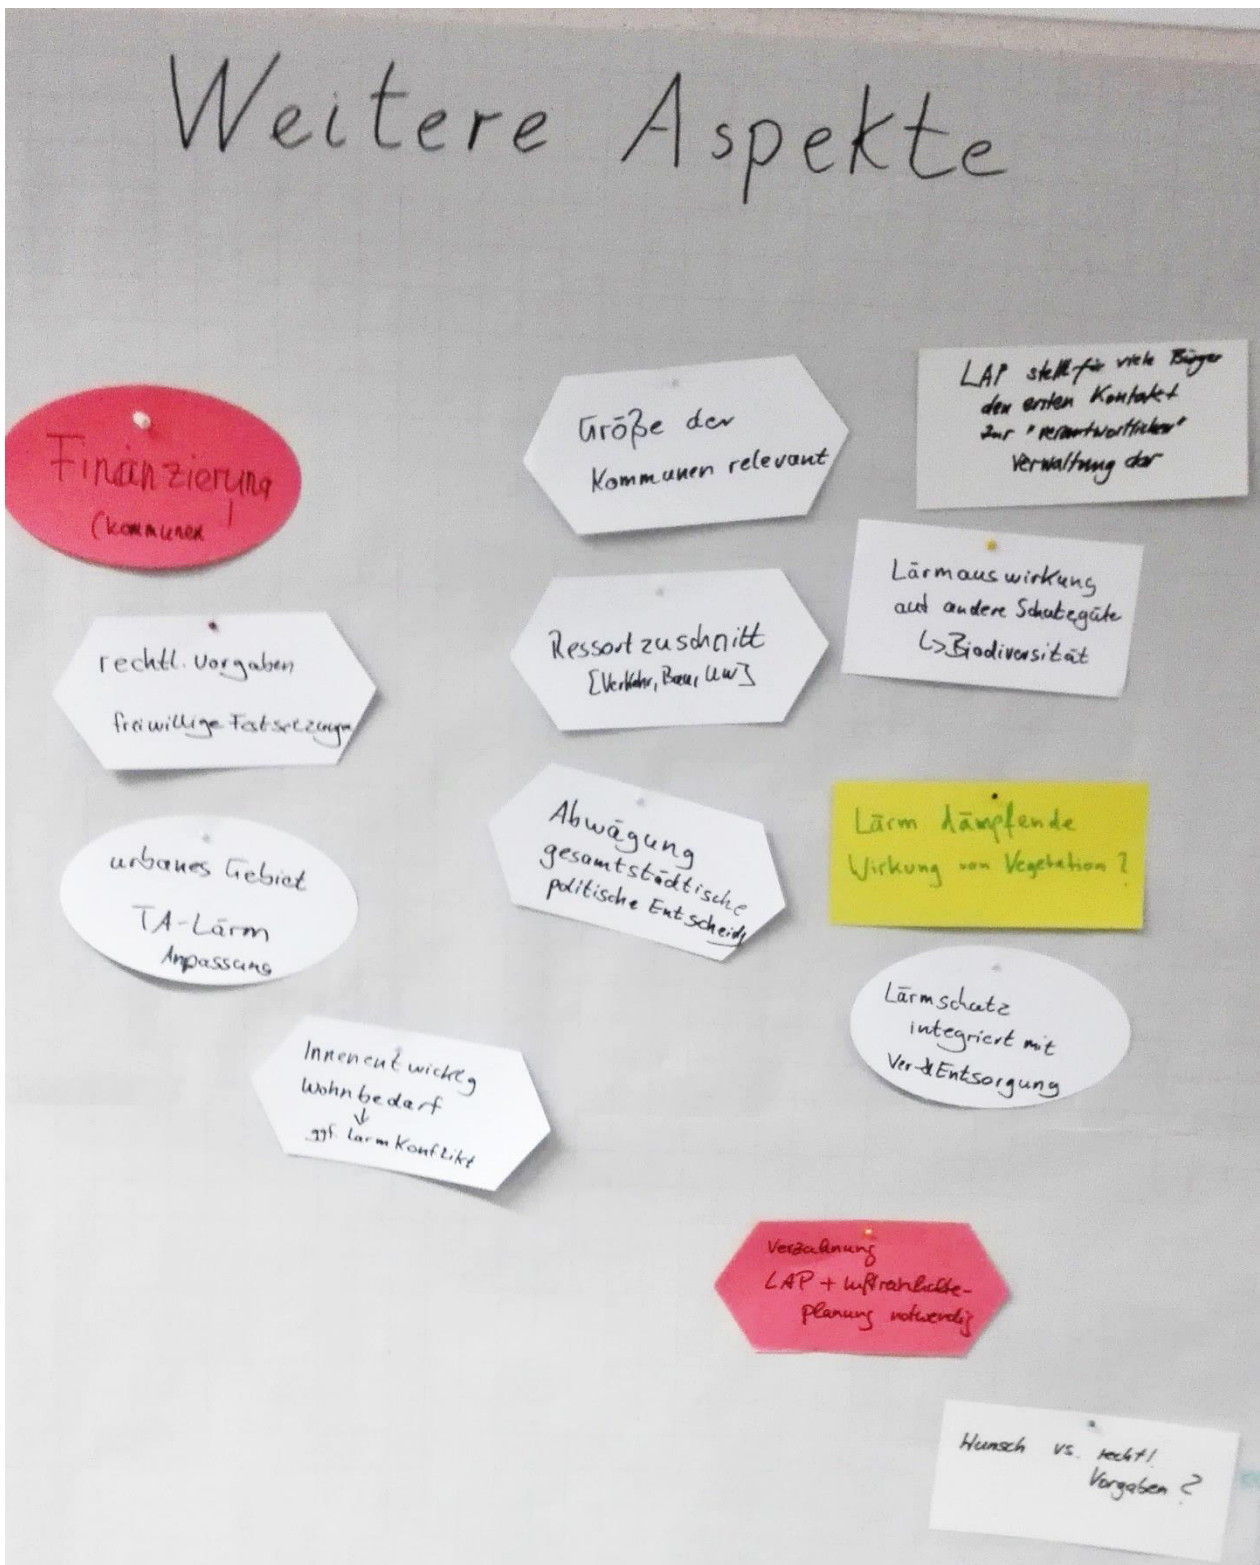 Weitere Aspekte
Finanzierung
(Kommunen)
rechtl. Vorgaben
freiwillige Festsetzungen
urbanes Gebiet
TA-Lärm
Anpassung
Innenentwicklg
Wohnbedarf
↓
ggf. Lärmkonflikt
Größe der
Kommunen relevant
Ressortzuschnitt
[Verkehr, Bau, UW]
Abwägung
gesamtstädtische
politische Entscheidg
LAP stellt für viele Bürger
den ersten Kontakt
zur "verantwortlichen"
Verwaltung dar
Lärmauswirkung
auf andere Schutzgüte
↳ Biodiversität
Lärm dämpfende
Wirkung von Vegetation?
Lärmschutz
integriert mit
Ver- & Entsorgung
Verzahnung
LAP + Luftreinhalte-
planung notwendig
Wunsch vs. rechtl.
Vorgaben?